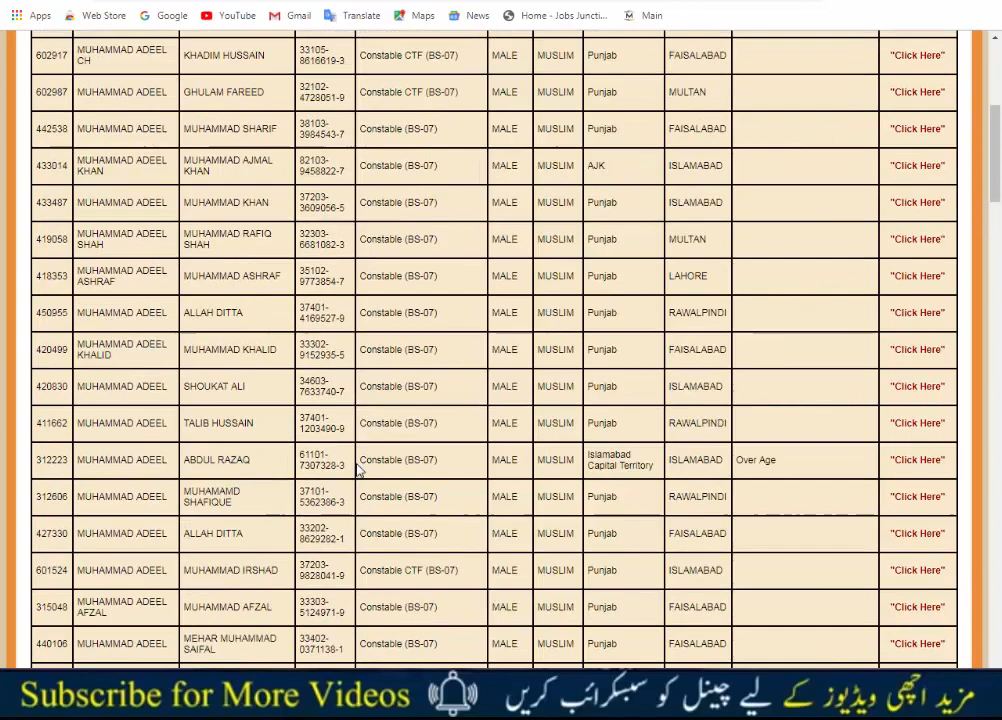 Apps Web Store Google YouTube Gmail Translate Maps News Home - Jobs Juncti... Main
602917 MUHAMMAD ADEEL CH KHADIM HUSSAIN 33105-8616619-3 Constable CTF (BS-07) MALE MUSLIM Punjab FAISALABAD "Click Here"
602987 MUHAMMAD ADEEL GHULAM FAREED 32102-4728051-9 Constable CTF (BS-07) MALE MUSLIM Punjab MULTAN "Click Here"
442538 MUHAMMAD ADEEL MUHAMMAD SHARIF 38103-3984543-7 Constable (BS-07) MALE MUSLIM Punjab FAISALABAD "Click Here"
433014 MUHAMMAD ADEEL KHAN MUHAMMAD AJMAL KHAN 82103-9458822-7 Constable (BS-07) MALE MUSLIM AJK ISLAMABAD "Click Here"
433487 MUHAMMAD ADEEL MUHAMMAD KHAN 37203-3609056-5 Constable (BS-07) MALE MUSLIM Punjab ISLAMABAD "Click Here"
419058 MUHAMMAD ADEEL SHAH MUHAMMAD RAFIQ SHAH 32303-6681082-3 Constable (BS-07) MALE MUSLIM Punjab MULTAN "Click Here"
418353 MUHAMMAD ADEEL ASHRAF MUHAMMAD ASHRAF 35102-9773854-7 Constable (BS-07) MALE MUSLIM Punjab LAHORE "Click Here"
450955 MUHAMMAD ADEEL ALLAH DITTA 37401-4169527-9 Constable (BS-07) MALE MUSLIM Punjab RAWALPINDI "Click Here"
420499 MUHAMMAD ADEEL KHALID MUHAMMAD KHALID 33302-9152935-5 Constable (BS-07) MALE MUSLIM Punjab FAISALABAD "Click Here"
420830 MUHAMMAD ADEEL SHOUKAT ALI 34603-7633740-7 Constable (BS-07) MALE MUSLIM Punjab ISLAMABAD "Click Here"
411662 MUHAMMAD ADEEL TALIB HUSSAIN 37401-1203490-9 Constable (BS-07) MALE MUSLIM Punjab RAWALPINDI "Click Here"
312223 MUHAMMAD ADEEL ABDUL RAZAQ 61101-7307328-3 Constable (BS-07) MALE MUSLIM Islamabad Capital Territory ISLAMABAD Over Age "Click Here"
312606 MUHAMMAD ADEEL MUHAMAMD SHAFIQUE 37101-5362386-3 Constable (BS-07) MALE MUSLIM Punjab RAWALPINDI "Click Here"
427330 MUHAMMAD ADEEL ALLAH DITTA 33202-8629282-1 Constable (BS-07) MALE MUSLIM Punjab FAISALABAD "Click Here"
601524 MUHAMMAD ADEEL MUHAMMAD IRSHAD 37203-9828041-9 Constable CTF (BS-07) MALE MUSLIM Punjab ISLAMABAD "Click Here"
315048 MUHAMMAD ADEEL AFZAL MUHAMMAD AFZAL 33303-5124971-9 Constable (BS-07) MALE MUSLIM Punjab FAISALABAD "Click Here"
440106 MUHAMMAD ADEEL MEHAR MUHAMMAD SAIFAL 33402-0371138-1 Constable (BS-07) MALE MUSLIM Punjab FAISALABAD "Click Here"
Subscribe for More Videos مزید اچھی ویڈیوز کے لیے چینل کو سبسکرائب کریں